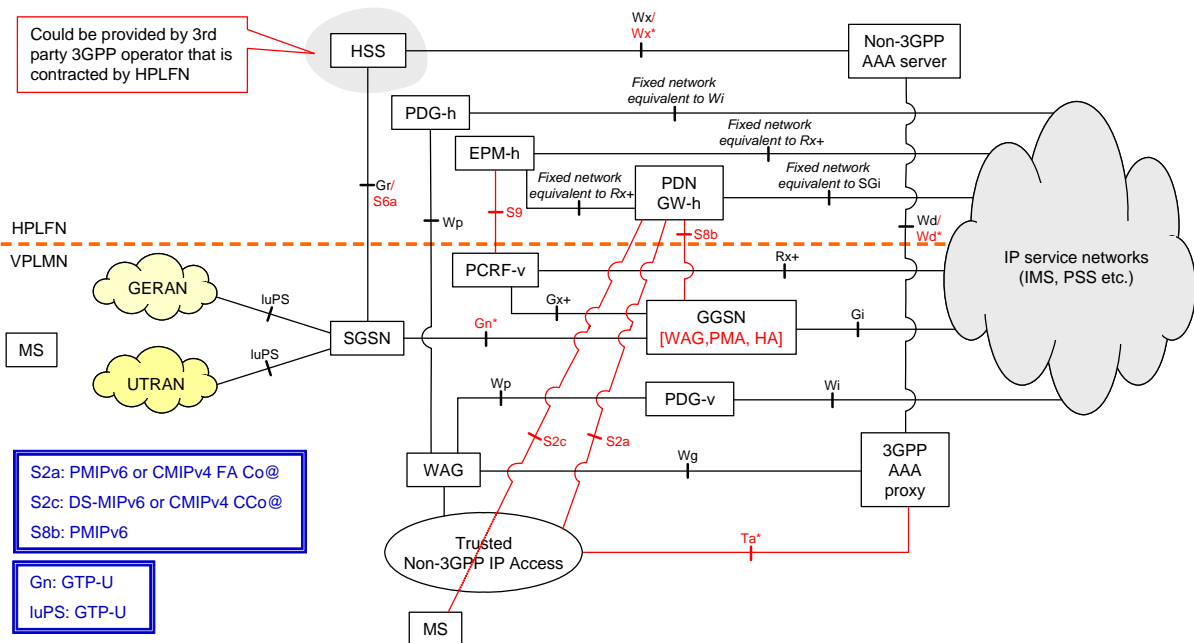 Could be provided by 3rd
party 3GPP operator that is
contracted by HPLFN
HSS
Wx/
Wx*
Non-3GPP
AAA server
Fixed network
equivalent to Wi
PDG-h
Fixed network
equivalent to Rx+
EPM-h
Fixed network
equivalent to Rx+
PDN
GW-h
Fixed network
equivalent to SGi
Gr/
S6a
Wp
S9
S8b
Wd/
Wd*
HPLFN
VPLMN
PCRF-v
Rx+
IP service networks
(IMS, PSS etc.)
GERAN
IuPS
Gx+
GGSN
[WAG,PMA, HA]
Gi
MS
SGSN
Gn*
IuPS
UTRAN
Wp
PDG-v
Wi
S2c
S2a
WAG
Wg
3GPP
AAA
proxy
S2a: PMIPv6 or CMIPv4 FA Co@
S2c: DS-MIPv6 or CMIPv4 CCo@
S8b: PMIPv6
Trusted
Non-3GPP IP Access
Ta*
Gn: GTP-U
IuPS: GTP-U
MS